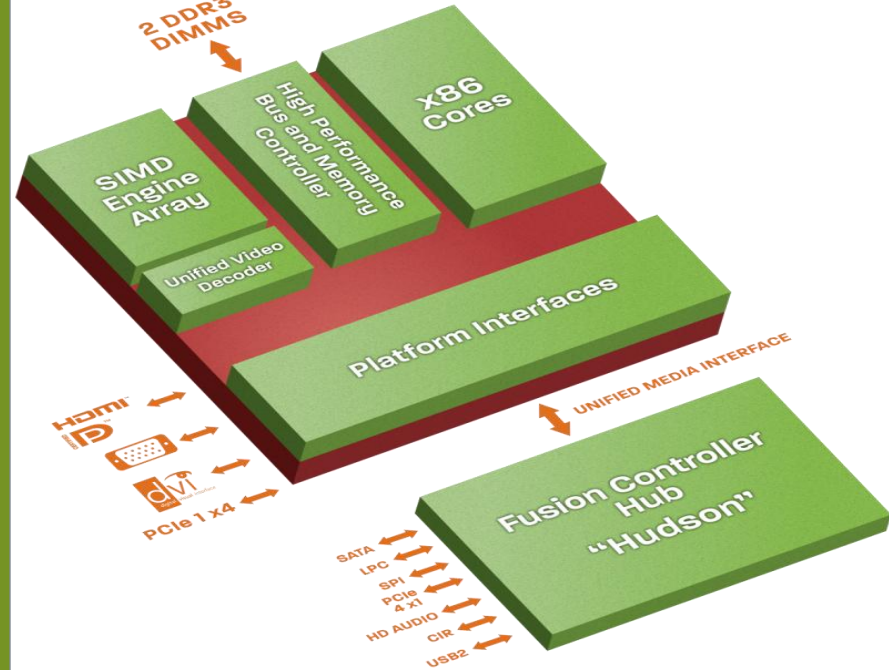 2 DDR3
DIMMS
x86
Cores
High Performance
Bus and Memory
Controller
SIMD
Engine
Array
Unified Video
Decoder
Platform Interfaces
UNIFIED MEDIA INTERFACE
HDMI™
D
dvi
PCIe 1 x4
Fusion Controller
Hub
“Hudson”
SATA
LPC
SPI
PCIe
4 x1
HD AUDIO
CIR
USB2